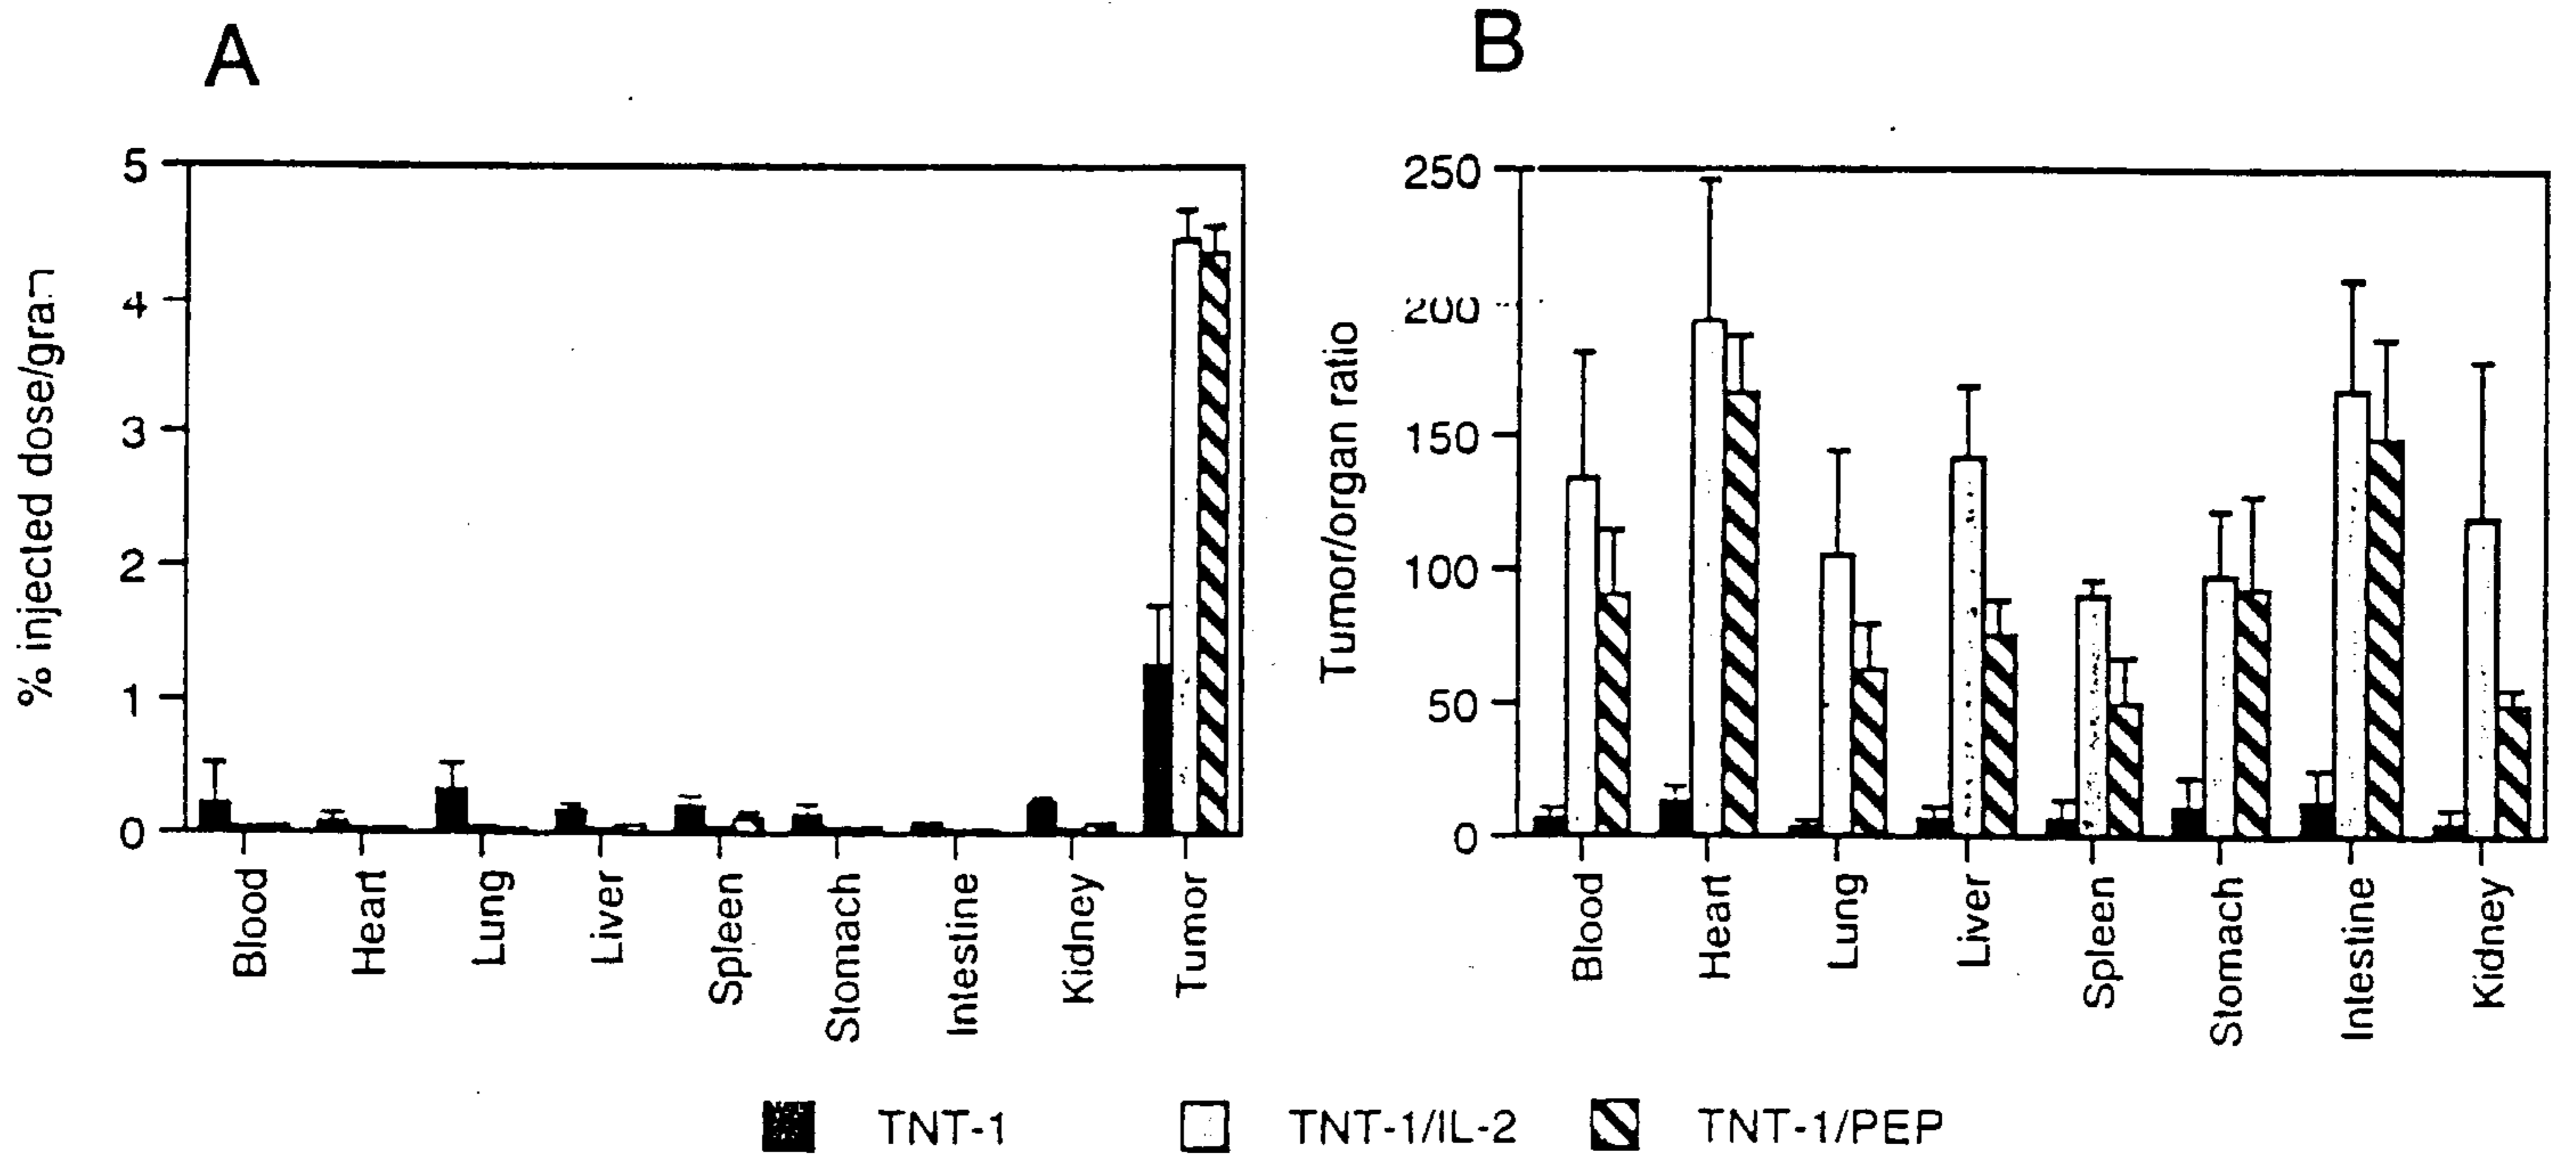 A
B
% injected dose/gram
5
4
3
2
1
0
Blood
Heart
Lung
Liver
Spleen
Stomach
Intestine
Kidney
Tumor
Tumor/organ ratio
250
200
150
100
50
0
Blood
Heart
Lung
Liver
Spleen
Stomach
Intestine
Kidney
TNT-1
TNT-1/IL-2
TNT-1/PEP